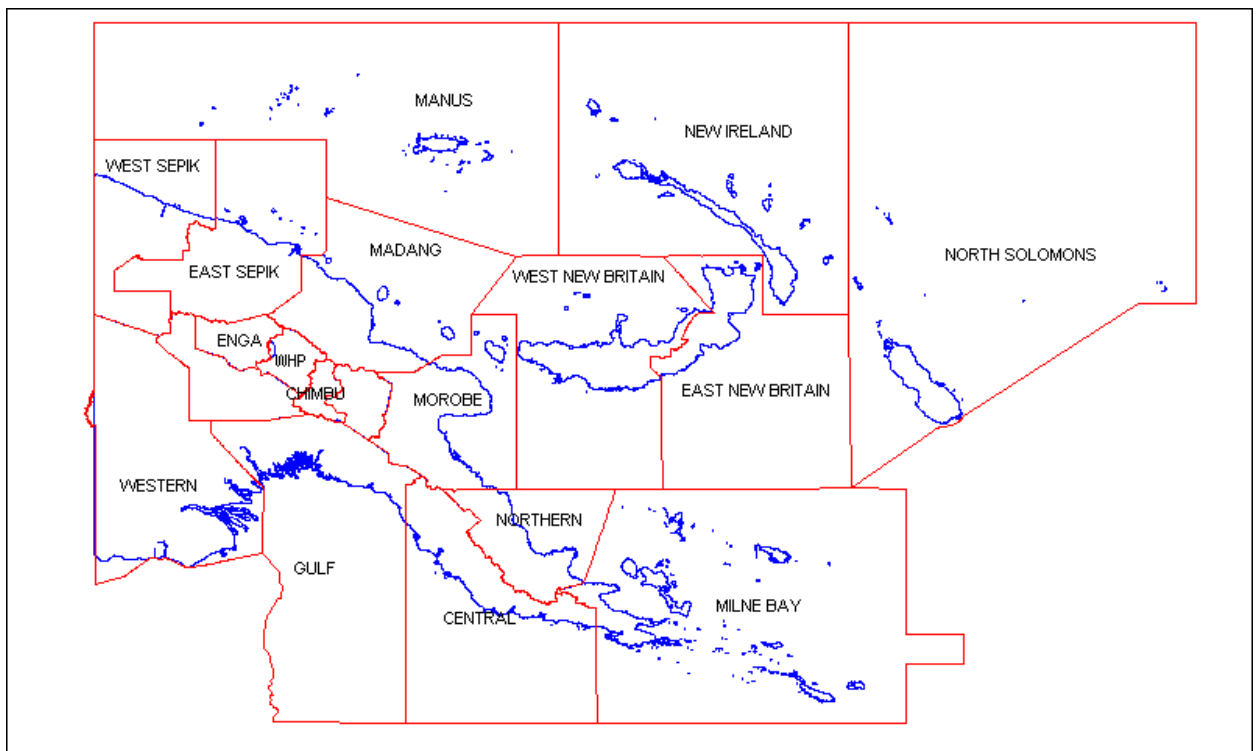 MANUS
NEW IRELAND
WEST SEPIK
MADANG
NORTH SOLOMONS
EAST SEPIK
WEST NEW BRITAIN
ENGA
WHP
CHIMBU
MOROBE
EAST NEW BRITAIN
WESTERN
NORTHERN
GULF
MILNE BAY
CENTRAL